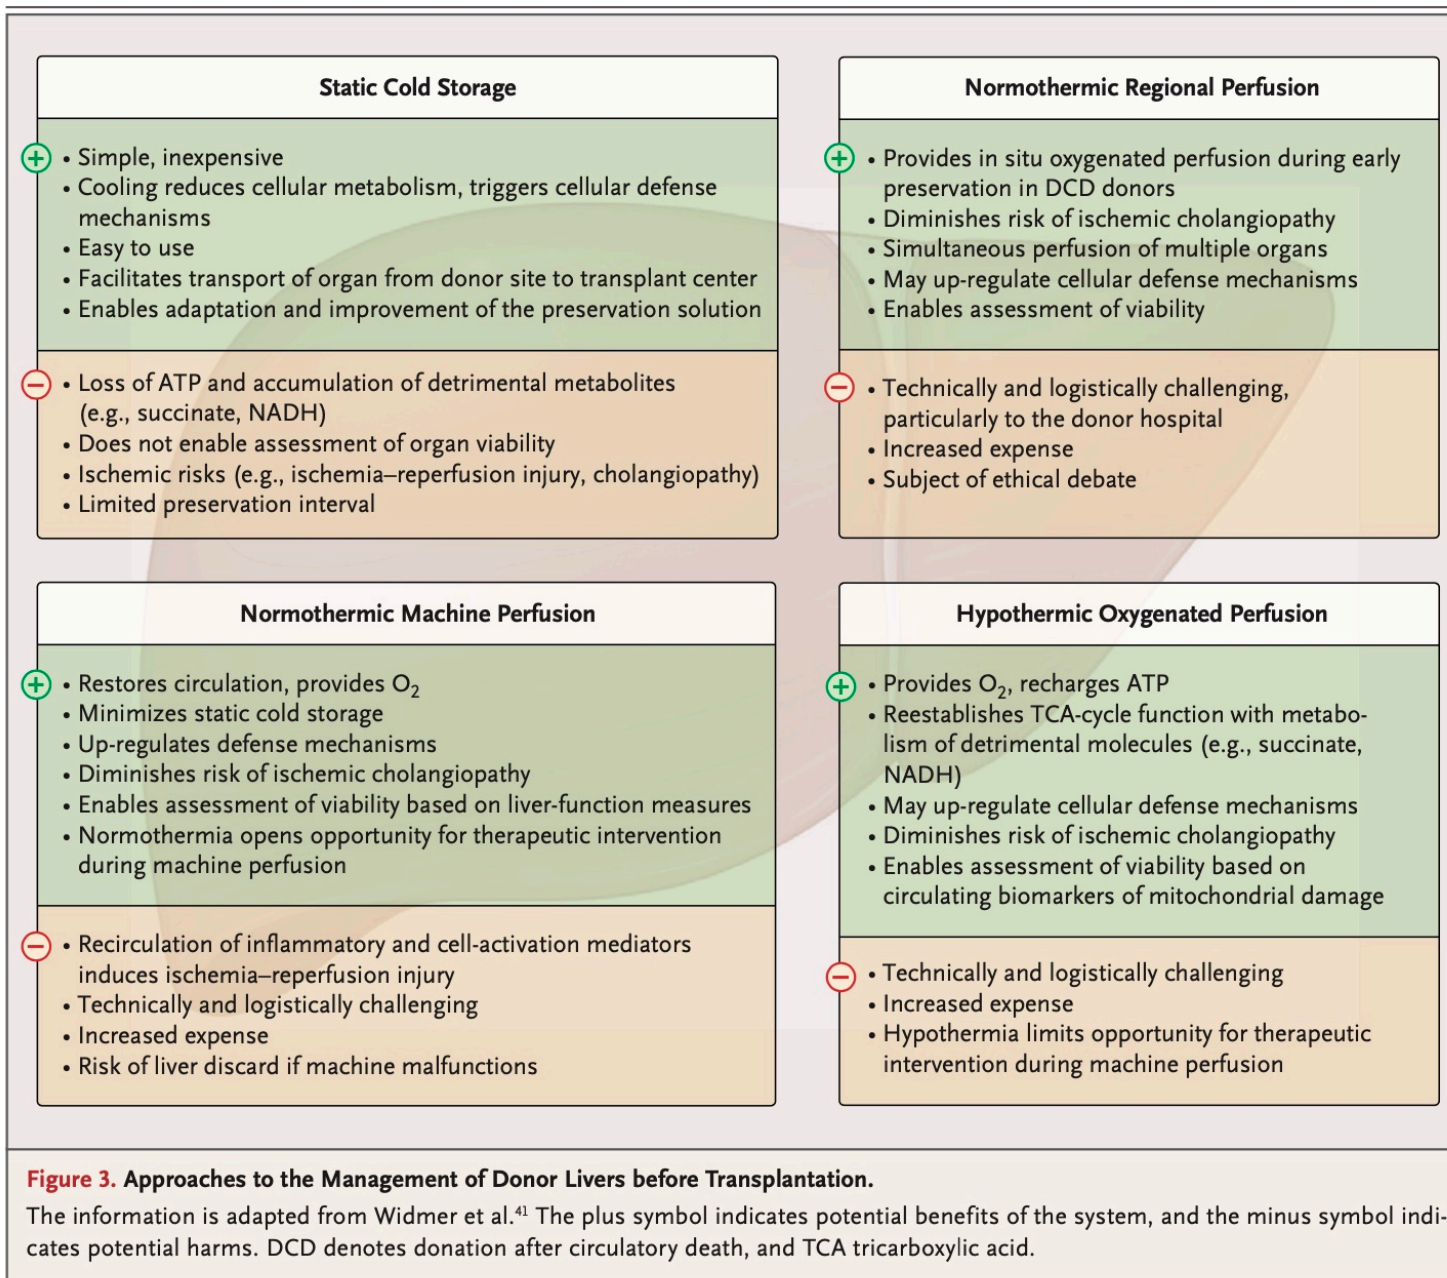 Static Cold Storage
• Simple, inexpensive
• Cooling reduces cellular metabolism, triggers cellular defense
mechanisms
• Easy to use
• Facilitates transport of organ from donor site to transplant center
• Enables adaptation and improvement of the preservation solution
• Loss of ATP and accumulation of detrimental metabolites
(e.g., succinate, NADH)
• Does not enable assessment of organ viability
• Ischemic risks (e.g., ischemia–reperfusion injury, cholangiopathy)
• Limited preservation interval
Normothermic Regional Perfusion
• Provides in situ oxygenated perfusion during early
preservation in DCD donors
• Diminishes risk of ischemic cholangiopathy
• Simultaneous perfusion of multiple organs
• May up-regulate cellular defense mechanisms
• Enables assessment of viability
• Technically and logistically challenging,
particularly to the donor hospital
• Increased expense
• Subject of ethical debate
Normothermic Machine Perfusion
• Restores circulation, provides O₂
• Minimizes static cold storage
• Up-regulates defense mechanisms
• Diminishes risk of ischemic cholangiopathy
• Enables assessment of viability based on liver-function measures
• Normothermia opens opportunity for therapeutic intervention
during machine perfusion
• Recirculation of inflammatory and cell-activation mediators
induces ischemia–reperfusion injury
• Technically and logistically challenging
• Increased expense
• Risk of liver discard if machine malfunctions
Hypothermic Oxygenated Perfusion
• Provides O₂, recharges ATP
• Reestablishes TCA-cycle function with metabo-
lism of detrimental molecules (e.g., succinate,
NADH)
• May up-regulate cellular defense mechanisms
• Diminishes risk of ischemic cholangiopathy
• Enables assessment of viability based on
circulating biomarkers of mitochondrial damage
• Technically and logistically challenging
• Increased expense
• Hypothermia limits opportunity for therapeutic
intervention during machine perfusion
Figure 3. Approaches to the Management of Donor Livers before Transplantation.
The information is adapted from Widmer et al.⁴¹ The plus symbol indicates potential benefits of the system, and the minus symbol indi-
cates potential harms. DCD denotes donation after circulatory death, and TCA tricarboxylic acid.